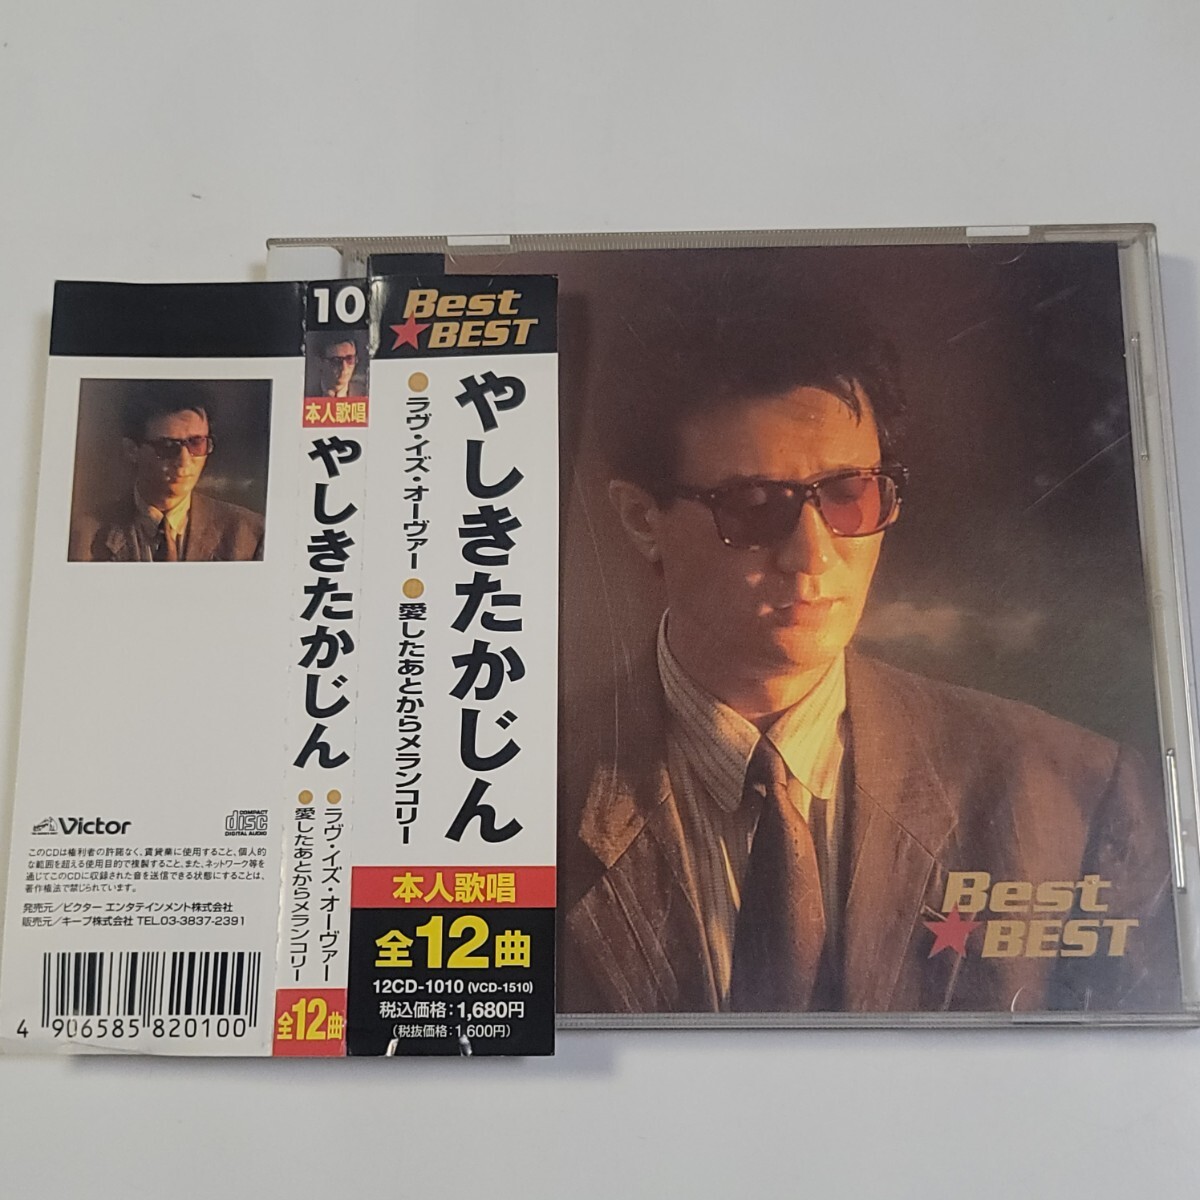 Victor
COMPACT
disc
DIGITAL AUDIO
このCDは権利者の許諾なく、賃貸業に使用すること、個人的
な範囲を超える使用目的で複製すること、また、ネットワーク等を
通じてこのCDに収録された音を送信できる状態にすることは、
著作権法で禁じられています。
発売元/ビクター エンタテインメント株式会社
販売元/キープ株式会社 TEL.03-3837-2391
4 906585 820100
10
本人歌唱
やしきたかじん
●ラヴ・イズ・オーヴァー
●愛したあとからメランコリー
全12曲
Best
★BEST
やしきたかじん
●ラヴ・イズ・オーヴァー ●愛したあとからメランコリー
本人歌唱
全12曲
12CD-1010 (VCD-1510)
税込価格:1,680円
(税抜価格:1,600円)
Best
★BEST